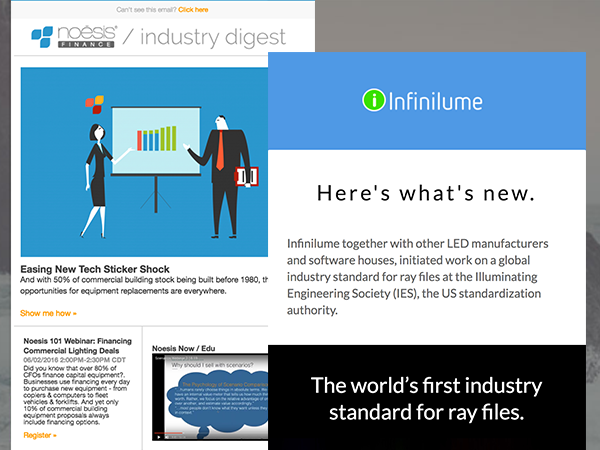 Can't see this email? Click here
noesis®
FINANCE
/ industry digest
Easing New Tech Sticker Shock
And with 50% of commercial building stock being built before 1980, th
opportunities for equipment replacements are everywhere.
Show me how »
Noesis 101 Webinar: Financing
Commercial Lighting Deals
06/02/2016 2:00PM-2:30PM CDT
Did you know that over 80% of
CFOs finance capital equipment?.
Businesses use financing every day
to purchase new equipment - from
copiers & computers to fleet
vehicles & forklifts. And yet only
10% of commercial building
equipment proposals always
include financing options.
Register »
Noesis Now / Edu
Why should I sell with scenarios?
The Psychology of Scenario
i Infinilume
Here's what's new.
Infinilume together with other LED manufacturers
and software houses, initiated work on a global
industry standard for ray files at the Illuminating
Engineering Society (IES), the US standardization
authority.
The world's first industry
standard for ray files.